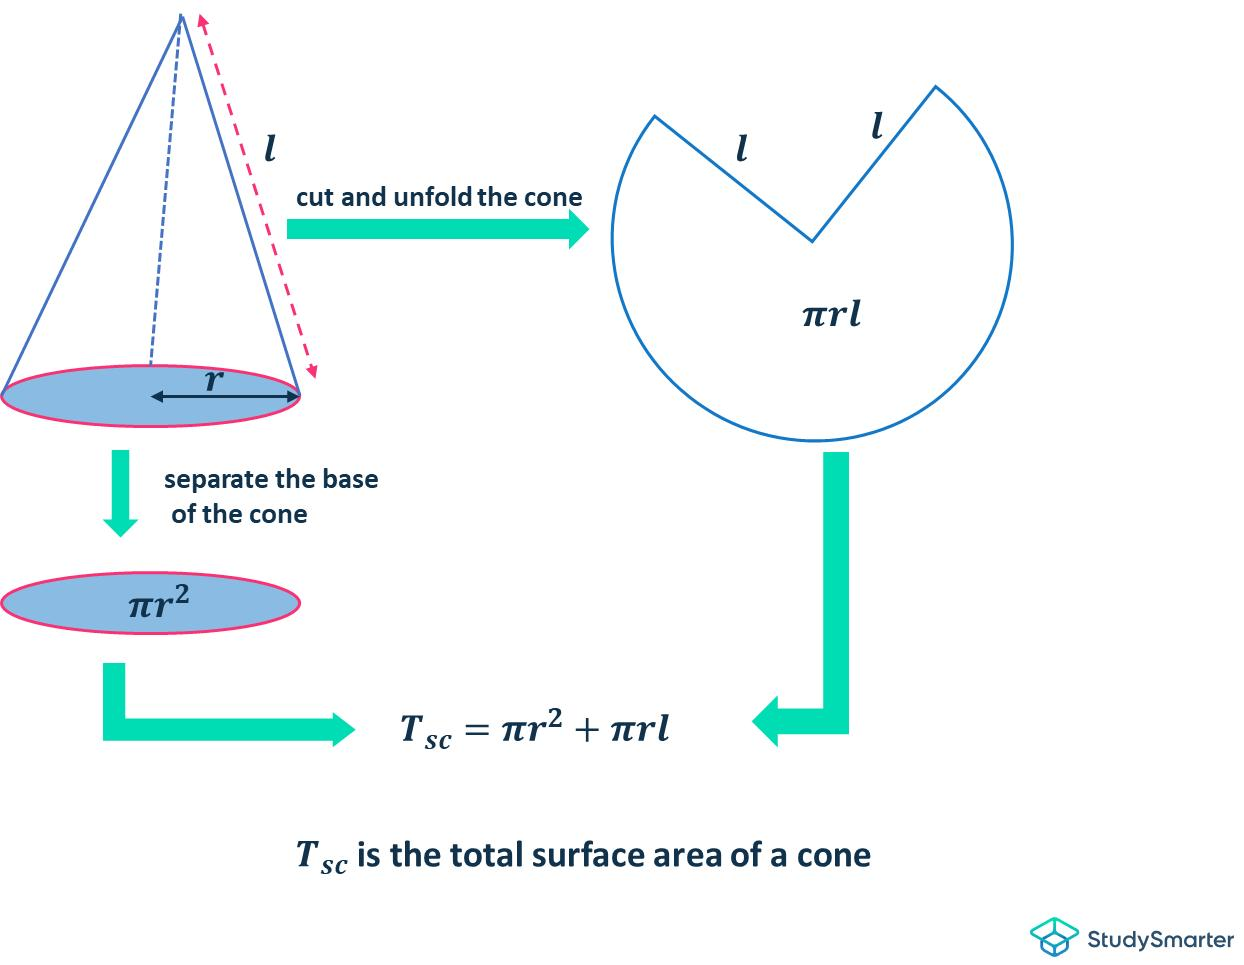 l
cut and unfold the cone
l
l
πrl
r
separate the base
of the cone
πr²
T_sc = πr² + πrl
T_sc is the total surface area of a cone
StudySmarter